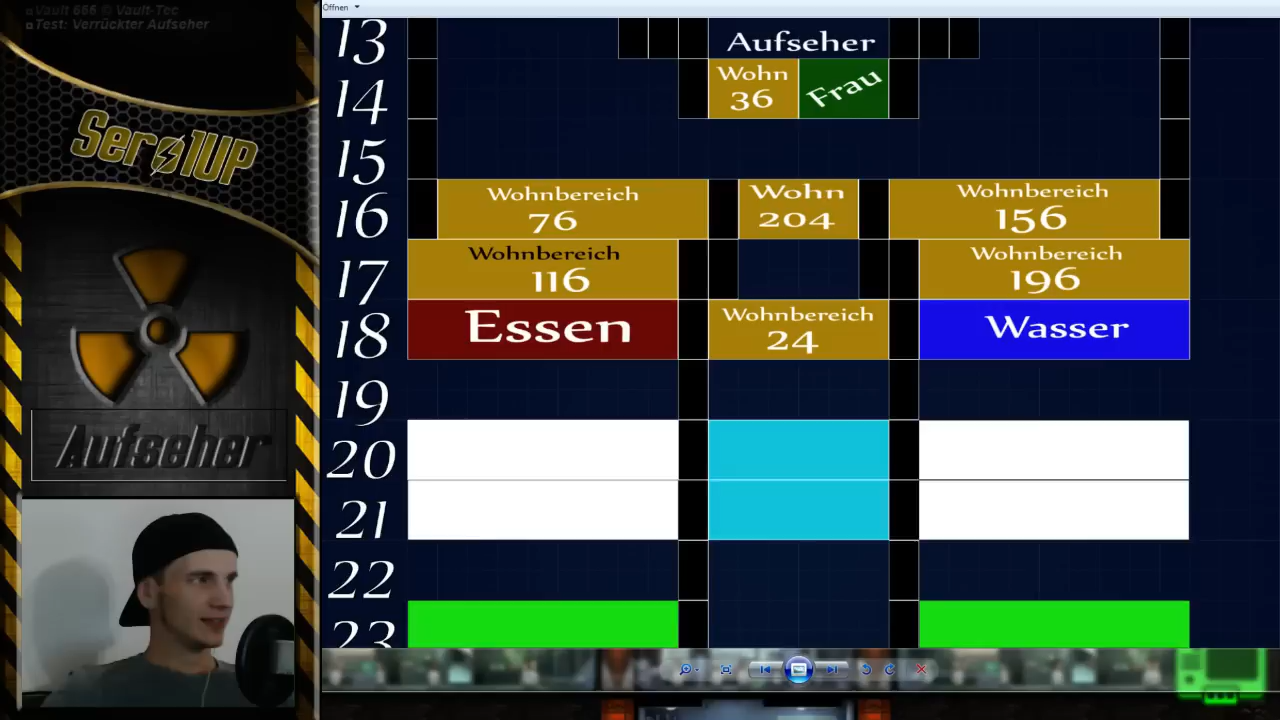 Vault 666 © Vault-Tec
Test: Verrückter Aufseher
Öffnen
Sero1UP
Aufseher
13
Aufseher
14
Wohn
36
Frau
15
16
Wohnbereich
76
Wohn
204
Wohnbereich
156
17
Wohnbereich
116
Wohnbereich
196
18
Essen
Wohnbereich
24
Wasser
19
20
21
22
23